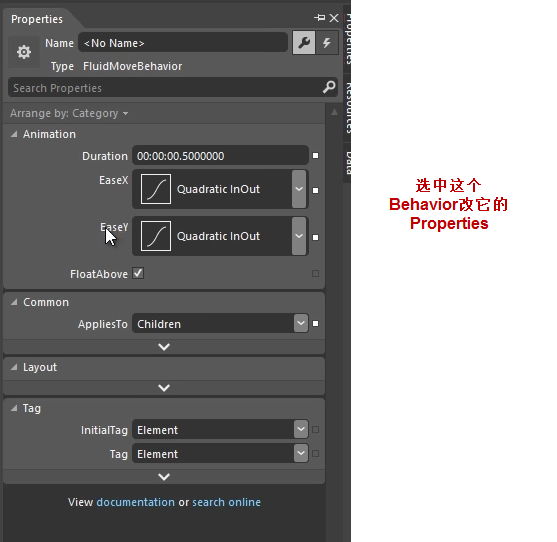 Properties
Name <No Name>
Type FluidMoveBehavior
Search Properties
Arrange by: Category
Animation
Duration 00:00:00.5000000
EaseX Quadratic InOut
EaseY Quadratic InOut
FloatAbove
Common
AppliesTo Children
Layout
Tag
InitialTag Element
Tag Element
View documentation or search online
Properties
Resources
Data
选中这个
Behavior改它的
Properties